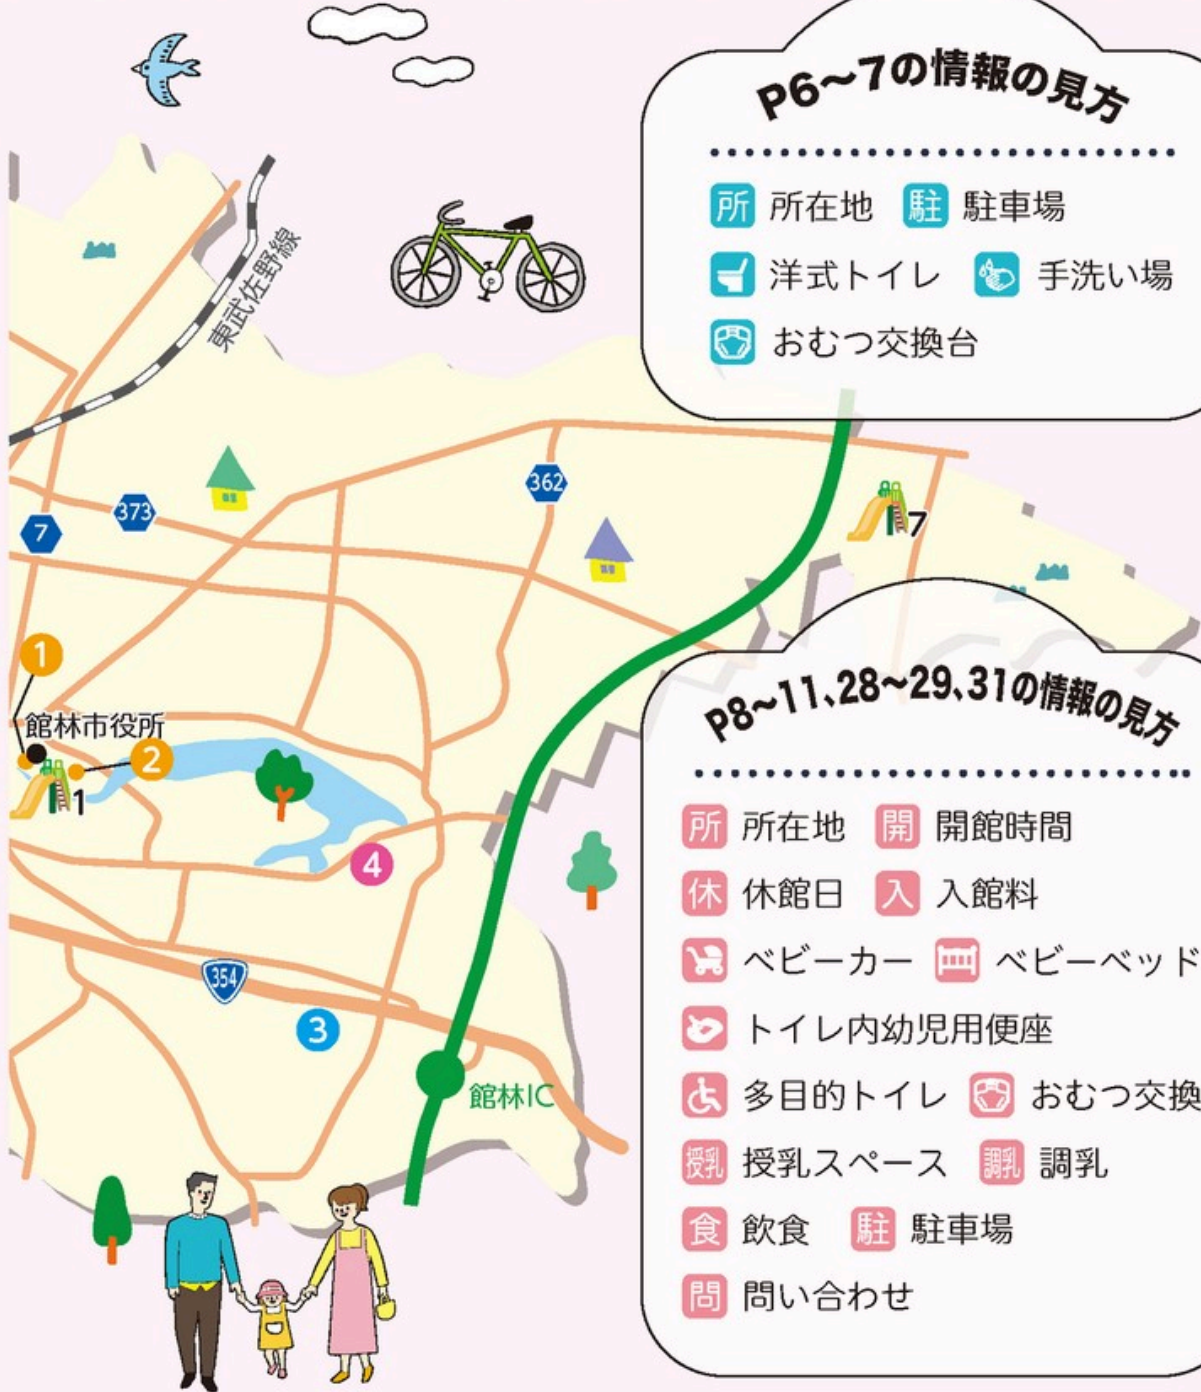 P6〜7の情報の見方
所 所在地 駐 駐車場
洋式トイレ 手洗い場
おむつ交換台
東武佐野線
362
373
7
7
1
館林市役所
2
1
4
354
3
館林IC
P8〜11、28〜29、31の情報の見方
所 所在地 開 開館時間
休 休館日 入 入館料
ベビーカー ベビーベッド
トイレ内幼児用便座
多目的トイレ おむつ交換
授乳 授乳スペース 調乳 調乳
食 飲食 駐 駐車場
問 問い合わせ